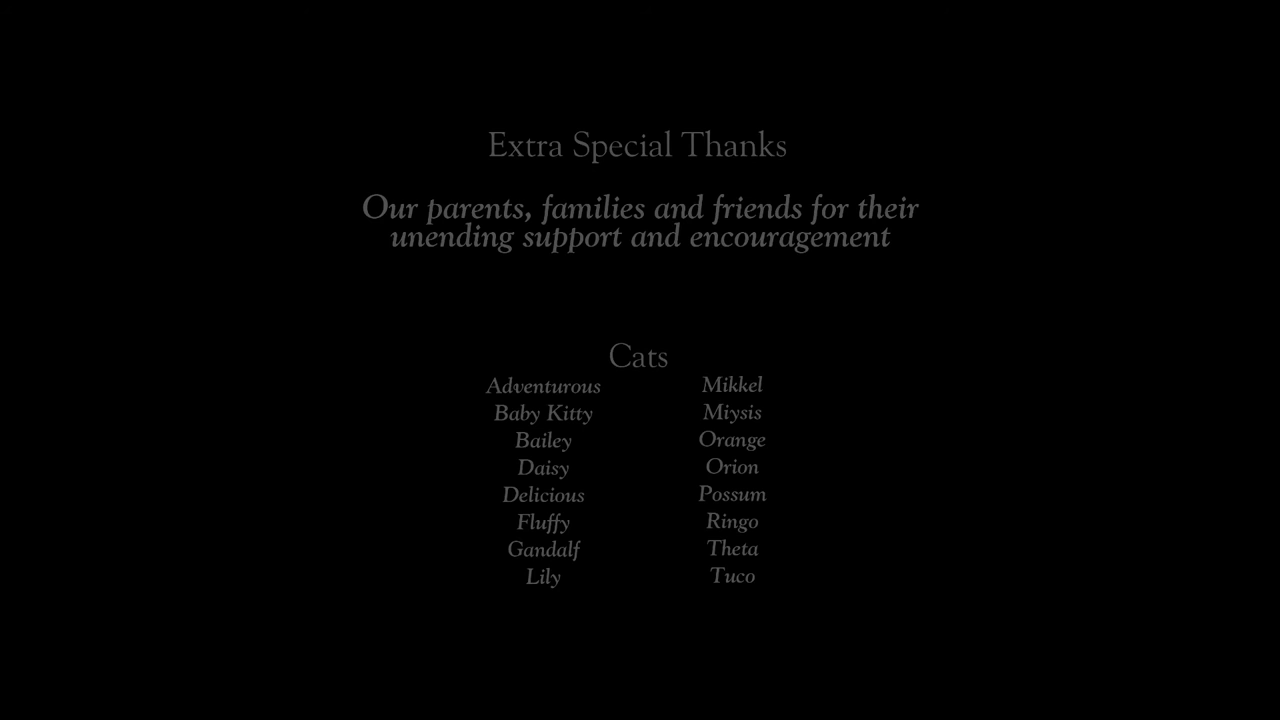 Extra Special Thanks
Our parents, families and friends for their
unending support and encouragement
Cats
Adventurous
Baby Kitty
Bailey
Daisy
Delicious
Fluffy
Gandalf
Lily
Mikkel
Miysis
Orange
Orion
Possum
Ringo
Theta
Tuco